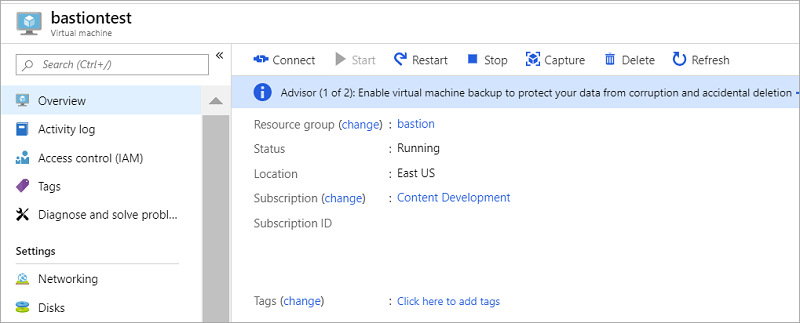 bastiontest
Virtual machine
Search (Ctrl+/)
«
Overview
Activity log
Access control (IAM)
Tags
Diagnose and solve probl...
Settings
Networking
Disks
Connect Start Restart Stop Capture Delete Refresh
Advisor (1 of 2): Enable virtual machine backup to protect your data from corruption and accidental deletion
Resource group (change) : bastion
Status : Running
Location : East US
Subscription (change) : Content Development
Subscription ID
Tags (change) : Click here to add tags